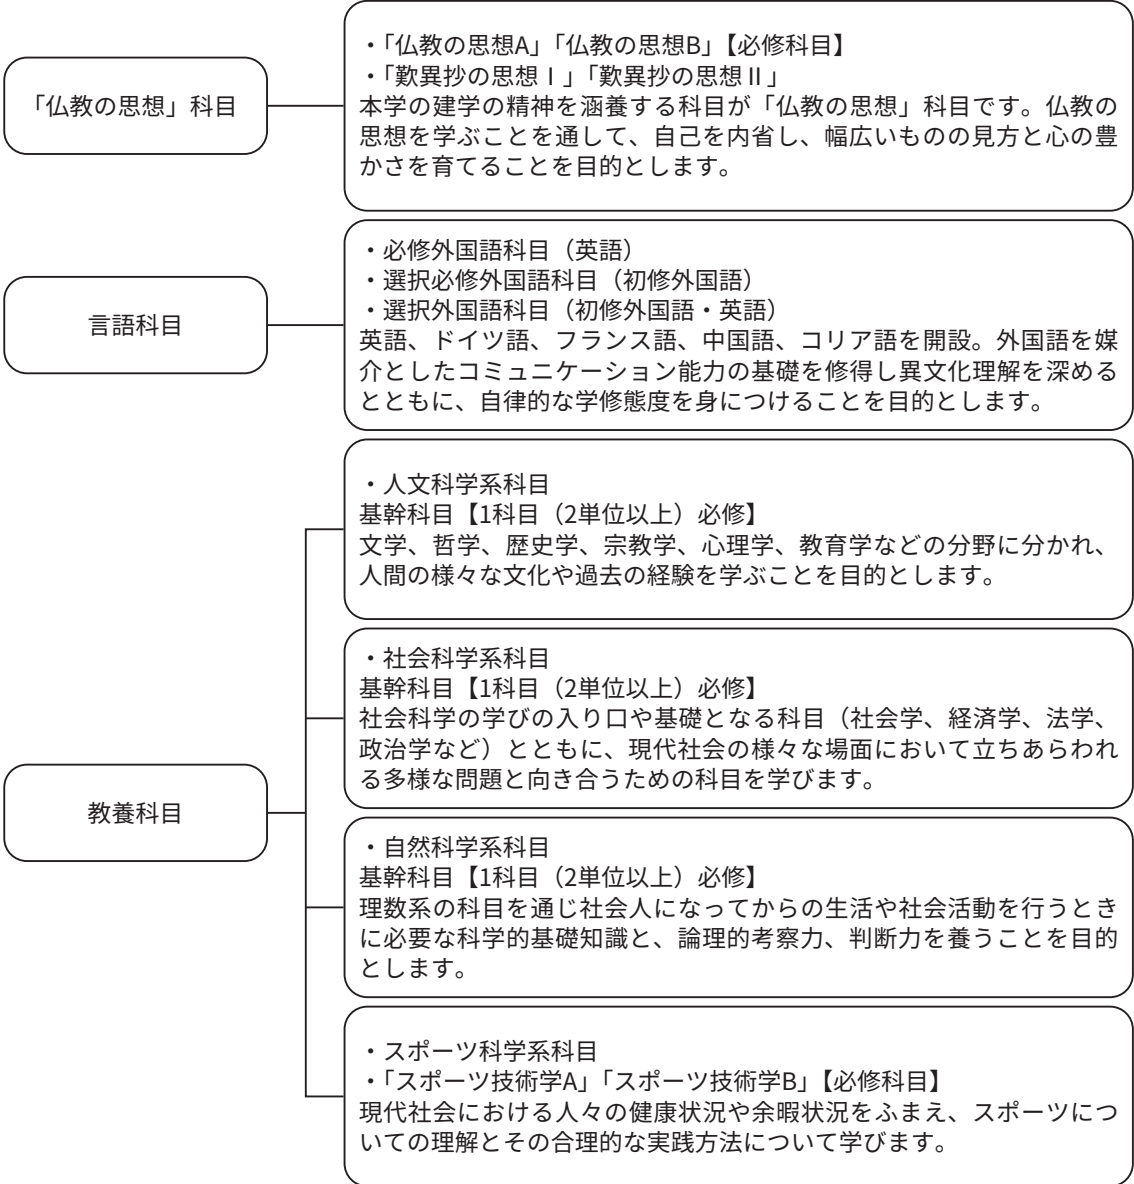 「仏教の思想」科目
・「仏教の思想A」「仏教の思想B」【必修科目】
・「歎異抄の思想Ⅰ」「歎異抄の思想Ⅱ」
本学の建学の精神を涵養する科目が「仏教の思想」科目です。仏教の
思想を学ぶことを通して、自己を内省し、幅広いものの見方と心の豊
かさを育てることを目的とします。
言語科目
・必修外国語科目（英語）
・選択必修外国語科目（初修外国語）
・選択外国語科目（初修外国語・英語）
英語、ドイツ語、フランス語、中国語、コリア語を開設。外国語を媒
介としたコミュニケーション能力の基礎を修得し異文化理解を深める
とともに、自律的な学修態度を身につけることを目的とします。
教養科目
・人文科学系科目
基幹科目【1科目（2単位以上）必修】
文学、哲学、歴史学、宗教学、心理学、教育学などの分野に分かれ、
人間の様々な文化や過去の経験を学ぶことを目的とします。
・社会科学系科目
基幹科目【1科目（2単位以上）必修】
社会科学の学びの入り口や基礎となる科目（社会学、経済学、法学、
政治学など）とともに、現代社会の様々な場面において立ちあらわれ
る多様な問題と向き合うための科目を学びます。
・自然科学系科目
基幹科目【1科目（2単位以上）必修】
理数系の科目を通じ社会人になってからの生活や社会活動を行うとき
に必要な科学的基礎知識と、論理的考察力、判断力を養うことを目的
とします。
・スポーツ科学系科目
・「スポーツ技術学A」「スポーツ技術学B」【必修科目】
現代社会における人々の健康状況や余暇状況をふまえ、スポーツにつ
いての理解とその合理的な実践方法について学びます。